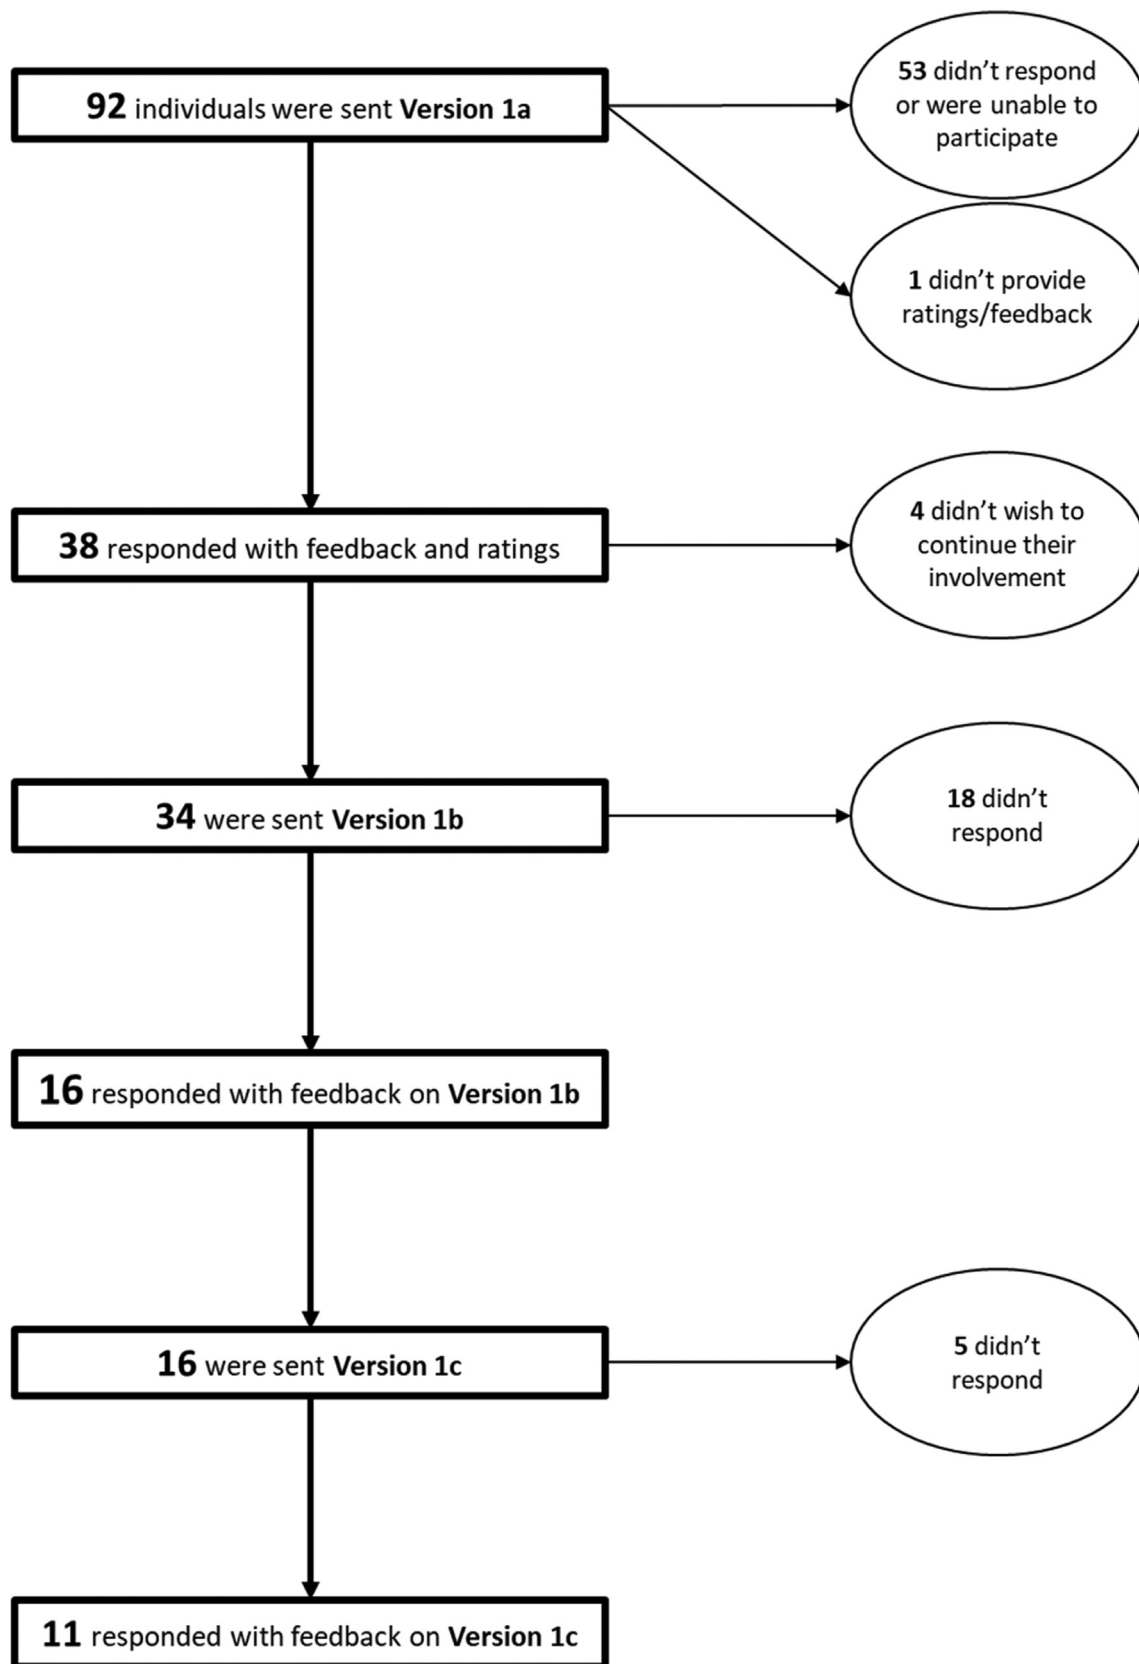 92 individuals were sent Version 1a
53 didn't respond
or were unable to
participate
1 didn't provide
ratings/feedback
38 responded with feedback and ratings
4 didn't wish to
continue their
involvement
34 were sent Version 1b
18 didn't
respond
16 responded with feedback on Version 1b
16 were sent Version 1c
5 didn't
respond
11 responded with feedback on Version 1c